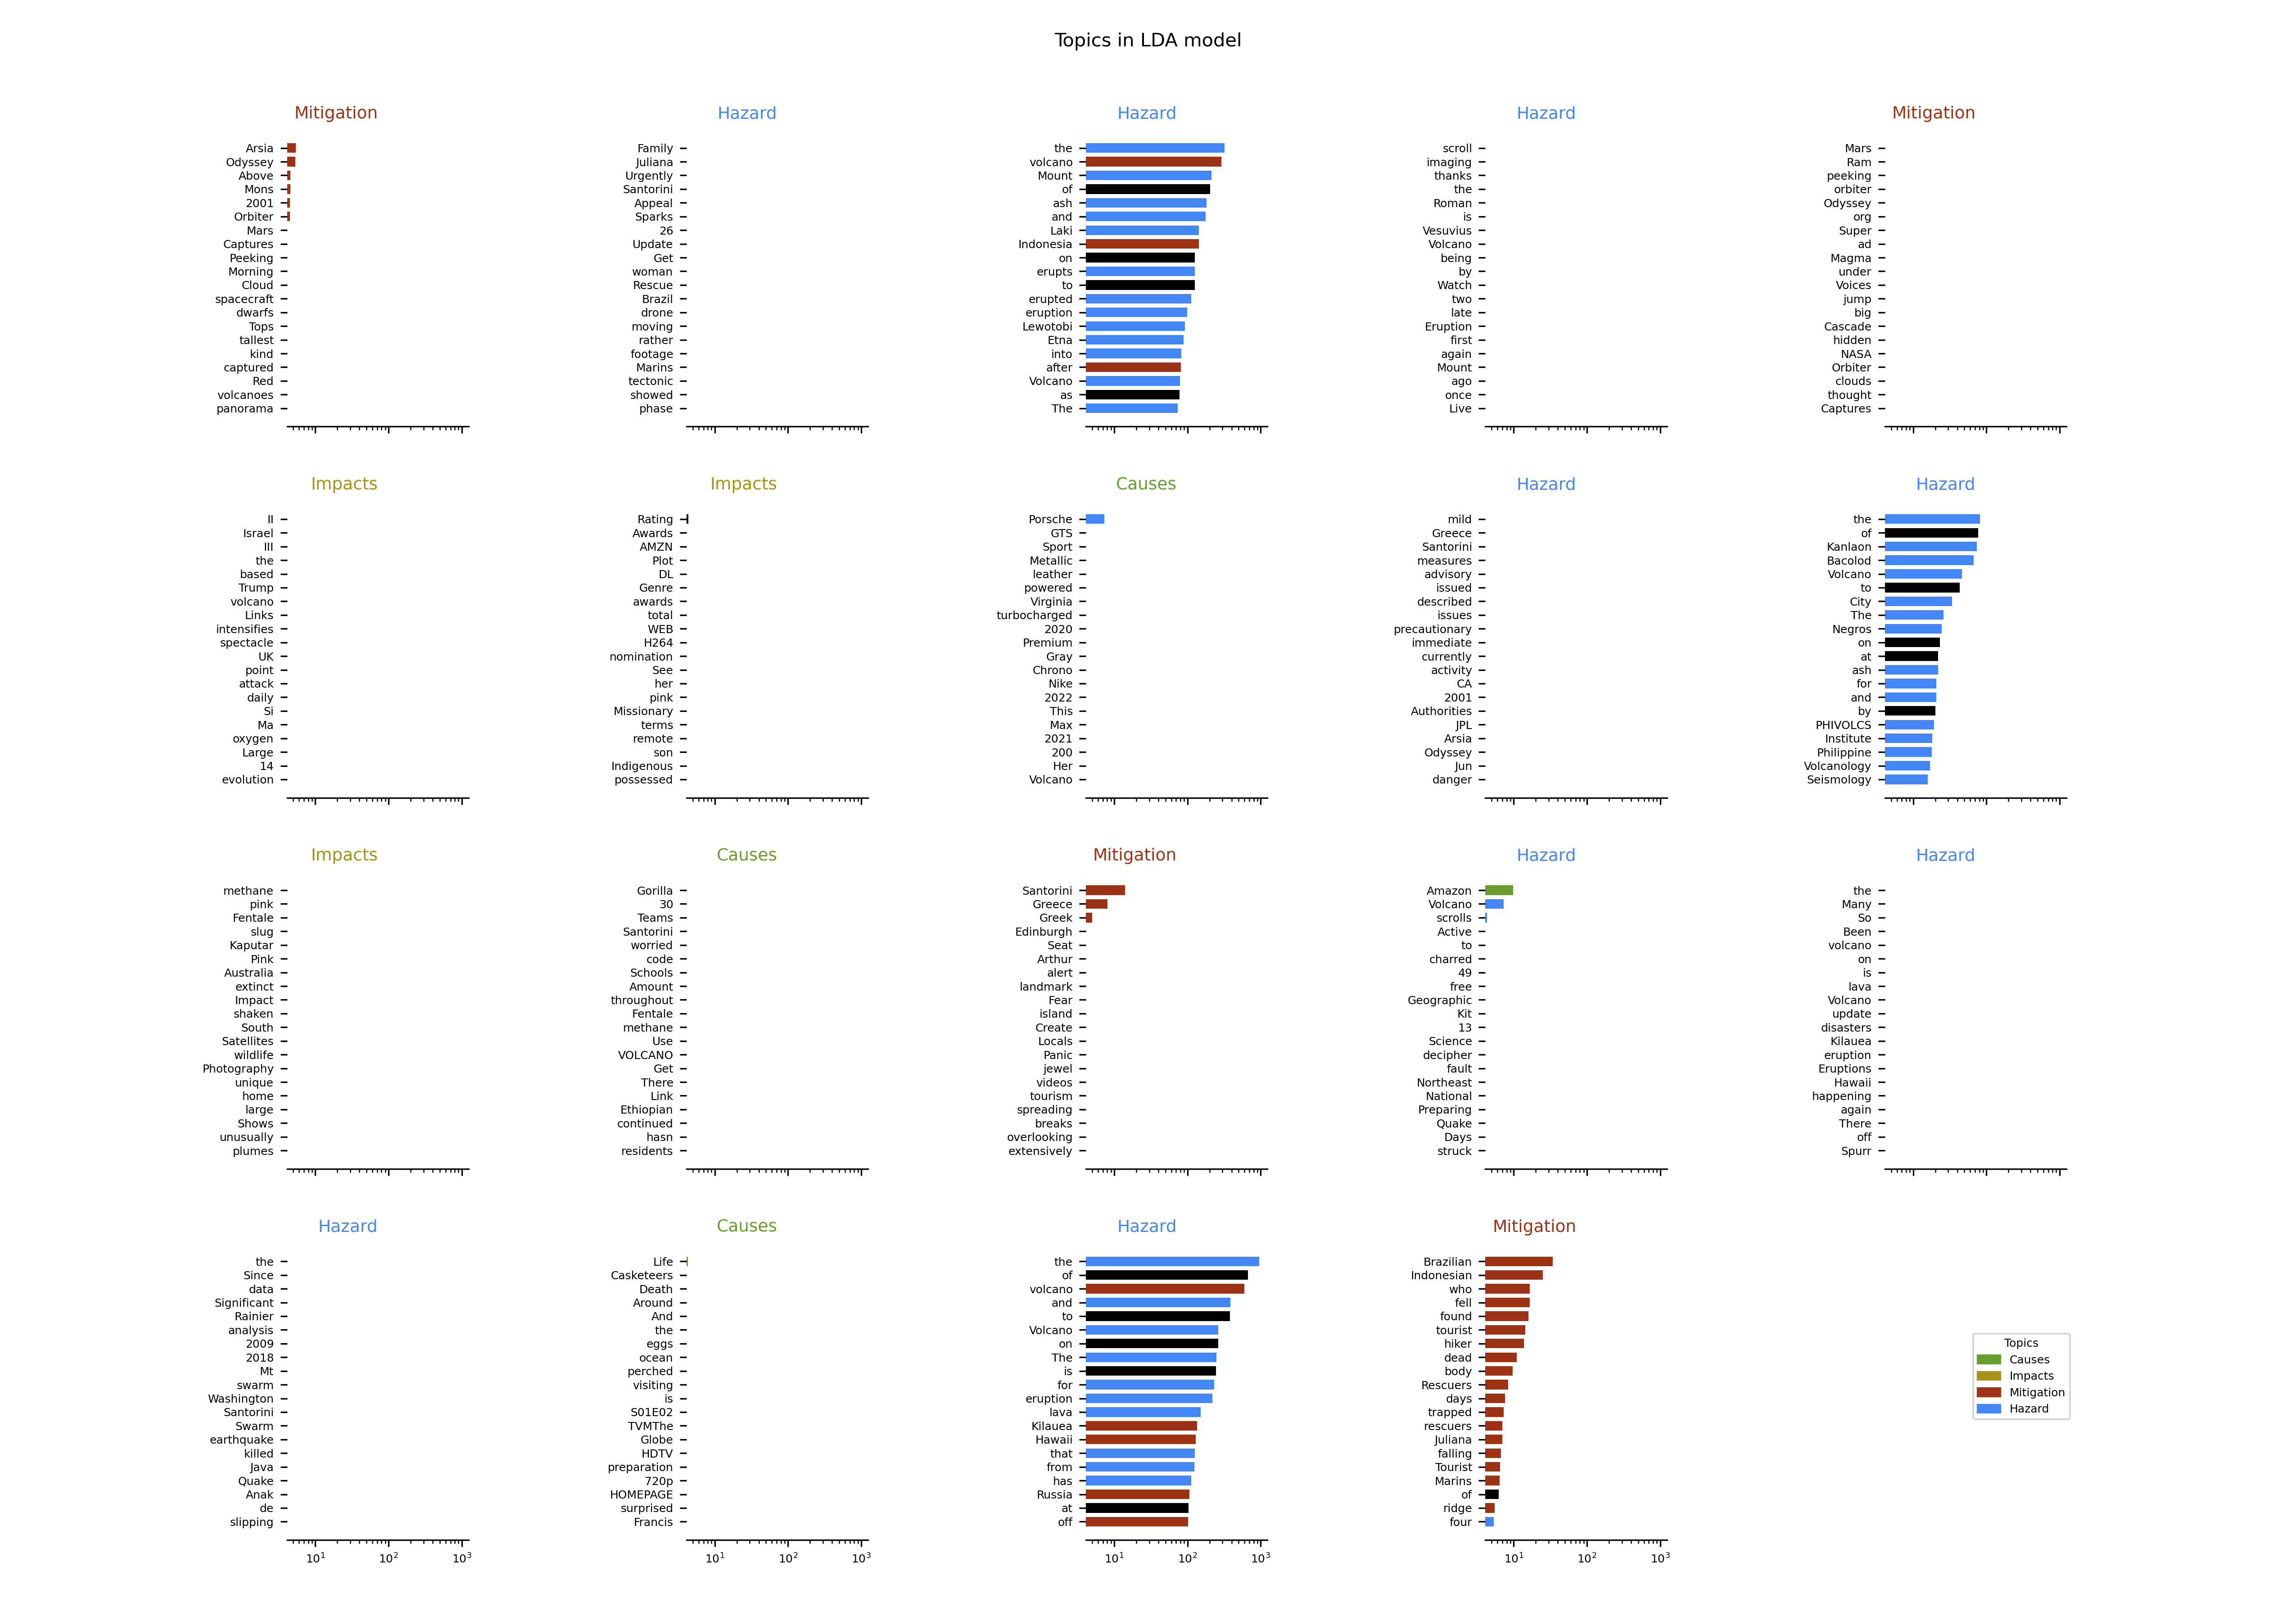 Topics in LDA model
Mitigation
Arsia
Odyssey
Above
Mons
2001
Orbiter
Mars
Captures
Peeking
Morning
Cloud
spacecraft
dwarfs
Tops
tallest
kind
captured
Red
volcanoes
panorama
Hazard
Family
Juliana
Urgently
Santorini
Appeal
Sparks
26
Update
Get
woman
Rescue
Brazil
drone
moving
rather
footage
Marins
tectonic
showed
phase
Hazard
the
volcano
Mount
of
ash
and
Laki
Indonesia
on
erupts
to
erupted
eruption
Lewotobi
Etna
into
after
Volcano
as
The
Hazard
scroll
imaging
thanks
the
Roman
is
Vesuvius
Volcano
being
by
Watch
two
late
Eruption
first
again
Mount
ago
once
Live
Mitigation
Mars
Ram
peeking
orbiter
Odyssey
org
Super
ad
Magma
under
Voices
jump
big
Cascade
hidden
NASA
Orbiter
clouds
thought
Captures
Impacts
II
Israel
III
the
based
Trump
volcano
Links
intensifies
spectacle
UK
point
attack
daily
Si
Ma
oxygen
Large
14
evolution
Impacts
Rating
Awards
AMZN
Plot
DL
Genre
awards
total
WEB
H264
nomination
See
her
pink
Missionary
terms
remote
son
Indigenous
possessed
Causes
Porsche
GTS
Sport
Metallic
leather
powered
Virginia
turbocharged
2020
Premium
Gray
Chrono
Nike
2022
This
Max
2021
200
Her
Volcano
Hazard
mild
Greece
Santorini
measures
advisory
issued
described
issues
precautionary
immediate
currently
activity
CA
2001
Authorities
JPL
Arsia
Odyssey
Jun
danger
Hazard
the
of
Kanlaon
Bacolod
Volcano
to
City
The
Negros
on
at
ash
for
and
by
PHIVOLCS
Institute
Philippine
Volcanology
Seismology
Impacts
methane
pink
Fentale
slug
Kaputar
Pink
Australia
extinct
Impact
shaken
South
Satellites
wildlife
Photography
unique
home
large
Shows
unusually
plumes
Causes
Gorilla
30
Teams
Santorini
worried
code
Schools
Amount
throughout
Fentale
methane
Use
VOLCANO
Get
There
Link
Ethiopian
continued
hasn
residents
Mitigation
Santorini
Greece
Greek
Edinburgh
Seat
Arthur
alert
landmark
Fear
island
Create
Locals
Panic
jewel
videos
tourism
spreading
breaks
overlooking
extensively
Hazard
Amazon
Volcano
scrolls
Active
to
charred
49
free
Geographic
Kit
13
Science
decipher
fault
Northeast
National
Preparing
Quake
Days
struck
Hazard
the
Many
So
Been
volcano
on
is
lava
Volcano
update
disasters
Kilauea
eruption
Eruptions
Hawaii
happening
again
There
off
Spurr
Hazard
the
Since
data
Significant
Rainier
analysis
2009
2018
Mt
swarm
Washington
Santorini
Swarm
earthquake
killed
Java
Quake
Anak
de
slipping
10¹ 10² 10³
Causes
Life
Casketeers
Death
Around
And
the
eggs
ocean
perched
visiting
is
S01E02
TVMThe
Globe
HDTV
preparation
720p
HOMEPAGE
surprised
Francis
10¹ 10² 10³
Hazard
the
of
volcano
and
to
Volcano
on
The
is
for
eruption
lava
Kilauea
Hawaii
that
from
has
Russia
at
off
10¹ 10² 10³
Mitigation
Brazilian
Indonesian
who
fell
found
tourist
hiker
dead
body
Rescuers
days
trapped
rescuers
Juliana
falling
Tourist
Marins
of
ridge
four
10¹ 10² 10³
Topics
Causes
Impacts
Mitigation
Hazard